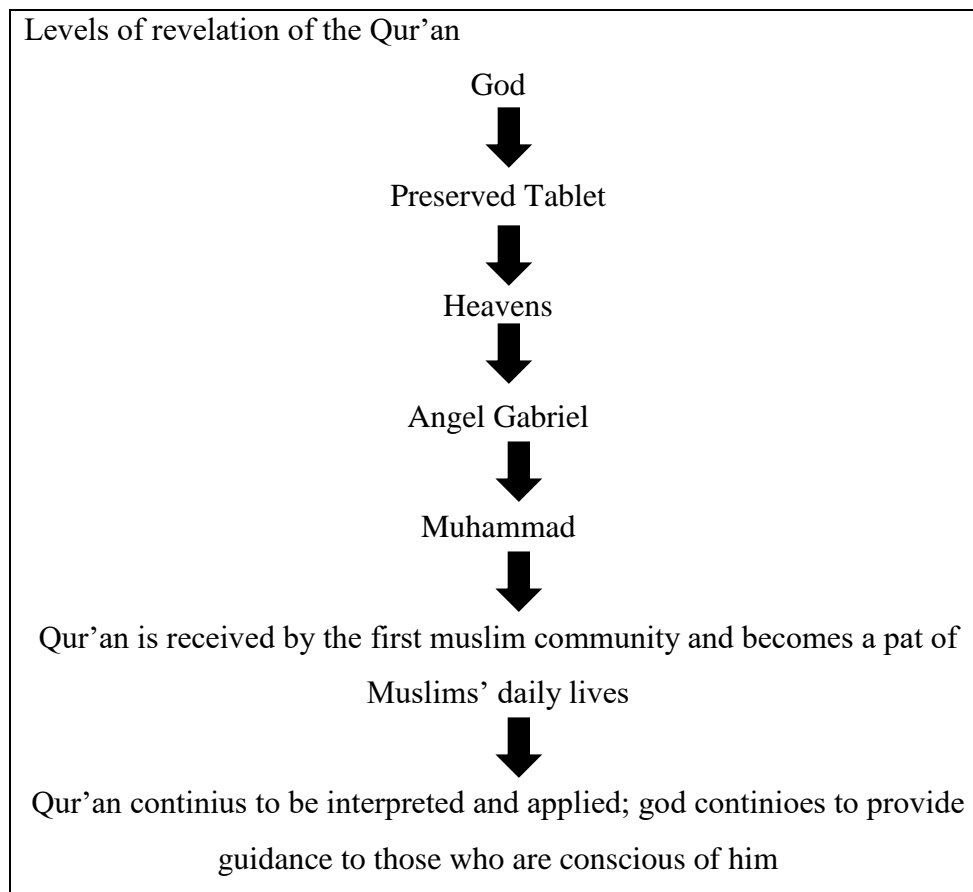 Levels of revelation of the Qur’an
God
Preserved Tablet
Heavens
Angel Gabriel
Muhammad
Qur’an is received by the first muslim community and becomes a pat of
Muslims’ daily lives
Qur’an continius to be interpreted and applied; god continioes to provide
guidance to those who are conscious of him